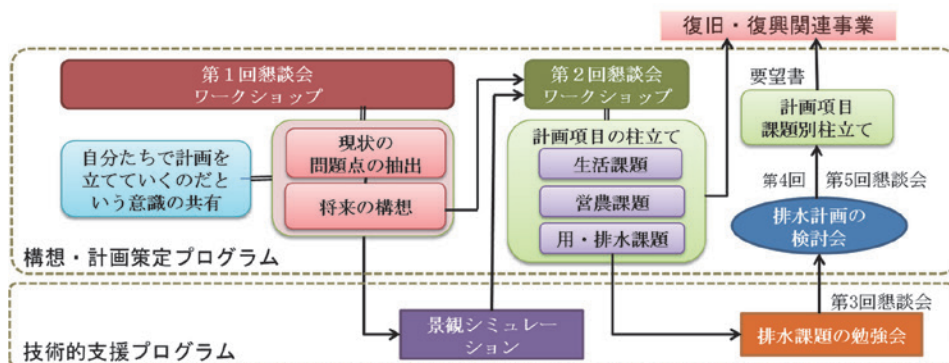 復旧・復興関連事業
第１回懇談会
ワークショップ
第２回懇談会
ワークショップ
要望書
計画項目
課題別柱立て
自分たちで計画を
立てていくのだと
いう意識の共有
現状の
問題点の抽出
将来の構想
計画項目の柱立て
生活課題
営農課題
用・排水課題
第4回
第5回懇談会
排水計画の
検討会
構想・計画策定プログラム
第3回懇談会
景観シミュレー
ション
排水課題の勉強会
技術的支援プログラム